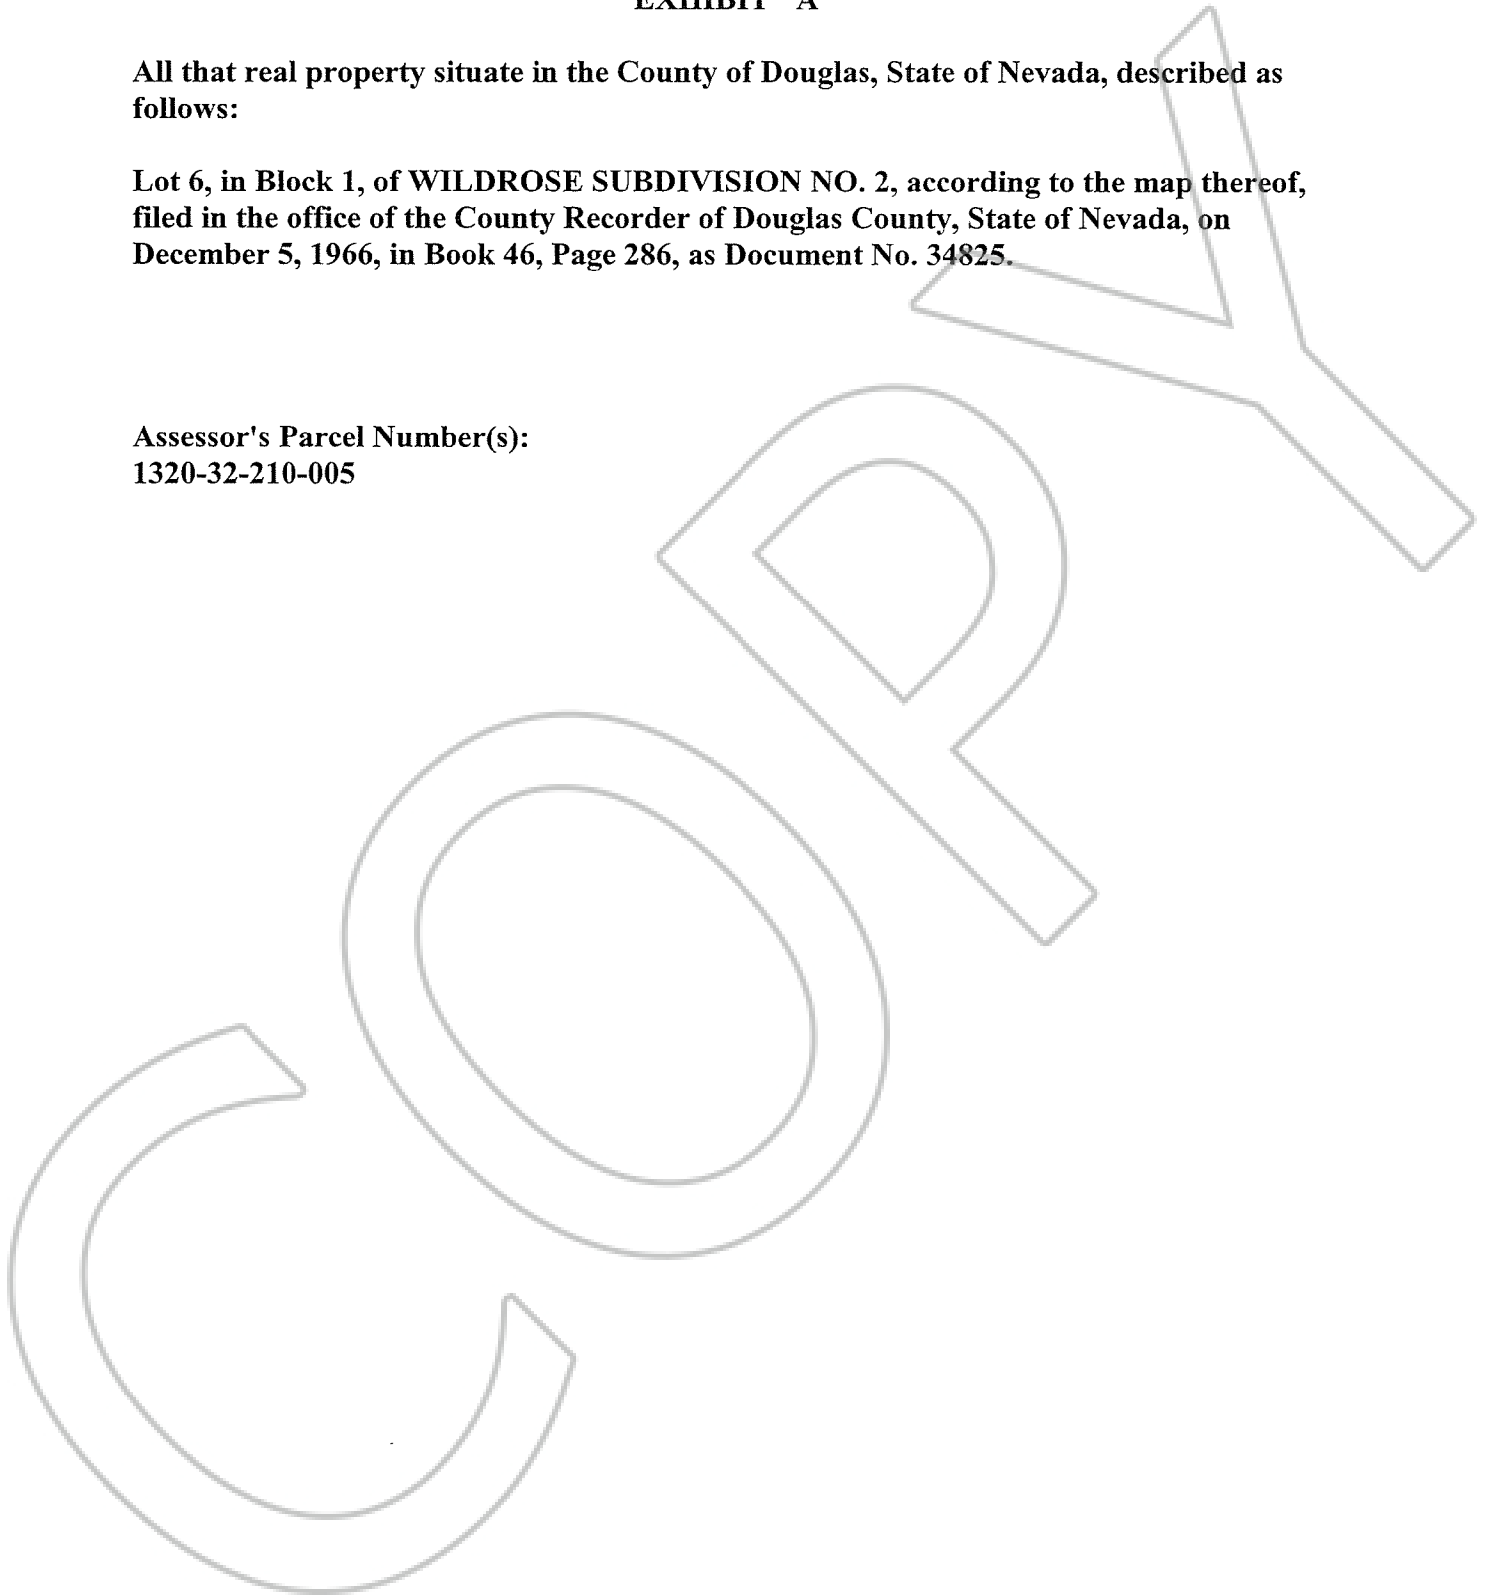 EXHIBIT A
All that real property situate in the County of Douglas, State of Nevada, described as
follows:
Lot 6, in Block 1, of WILDROSE SUBDIVISION NO. 2, according to the map thereof,
filed in the office of the County Recorder of Douglas County, State of Nevada, on
December 5, 1966, in Book 46, Page 286, as Document No. 34825.
Assessor's Parcel Number(s):
1320-32-210-005
COPY